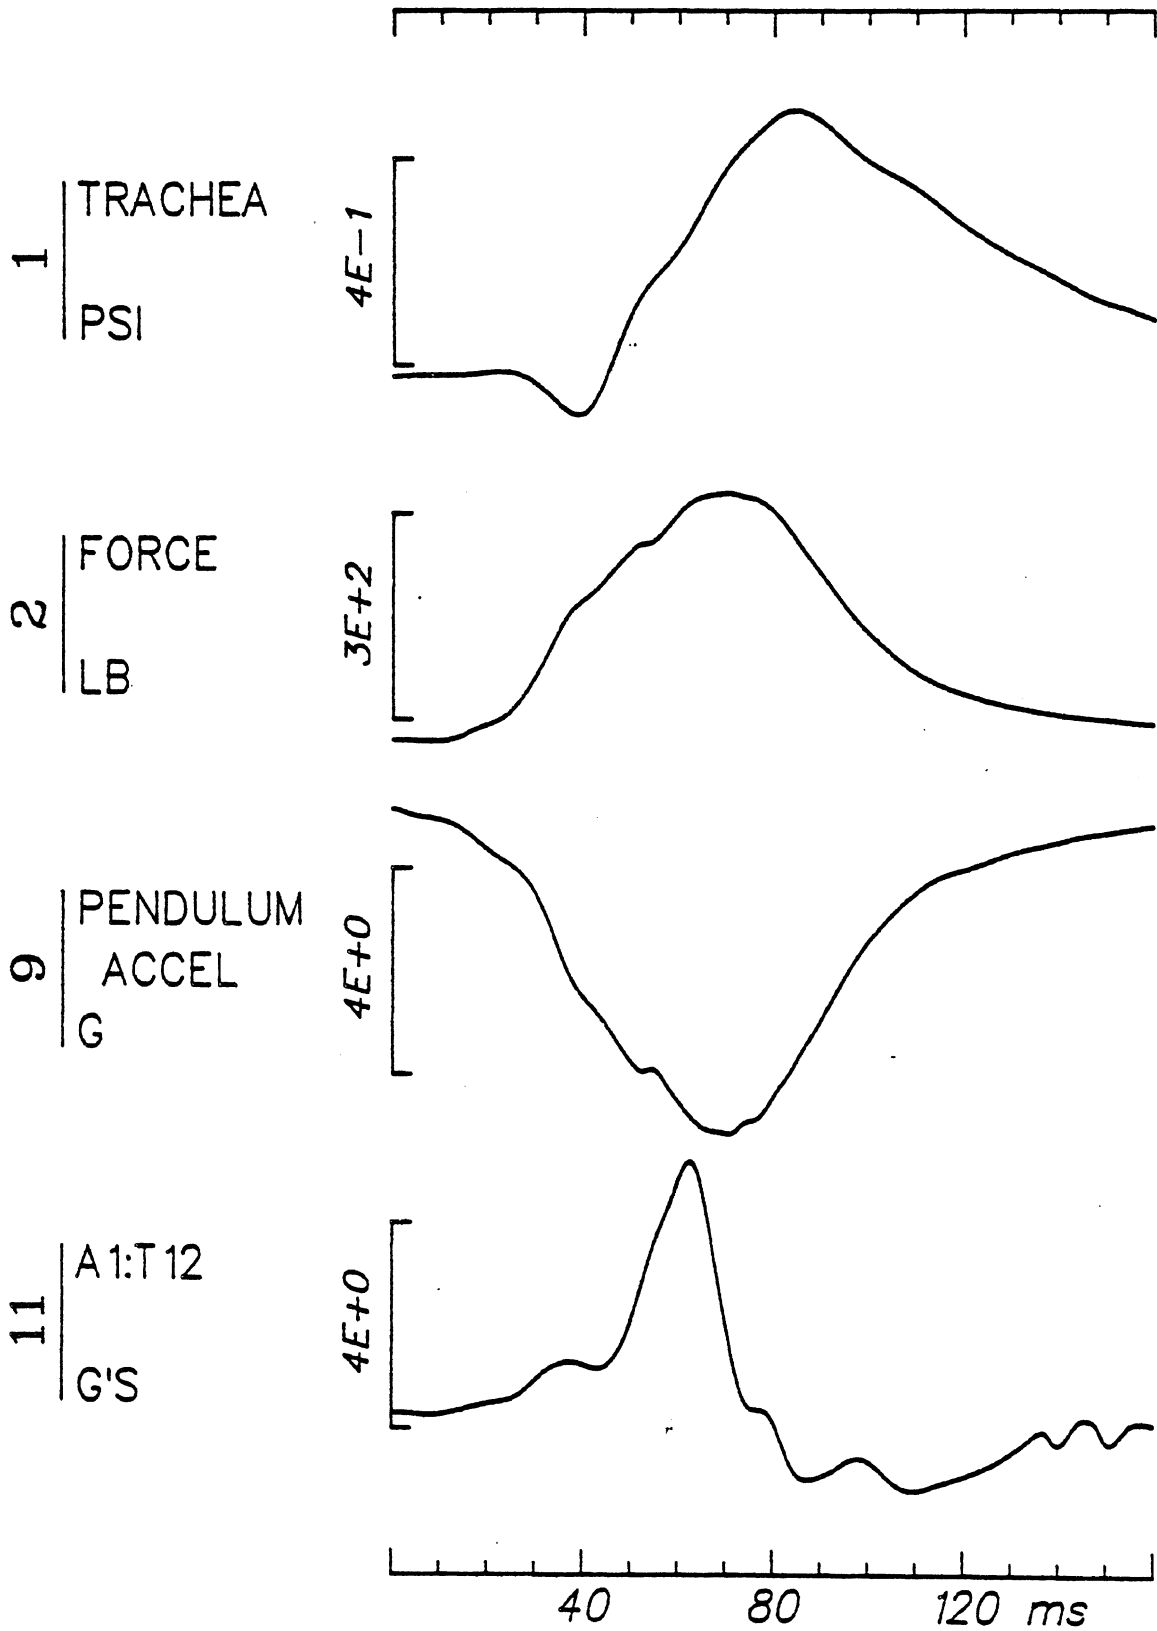 1
TRACHEA
PSI
4E-1
2
FORCE
LB
3E+2
9
PENDULUM
ACCEL
G
4E+0
11
A1:T12
G'S
4E+0
40 80 120 ms